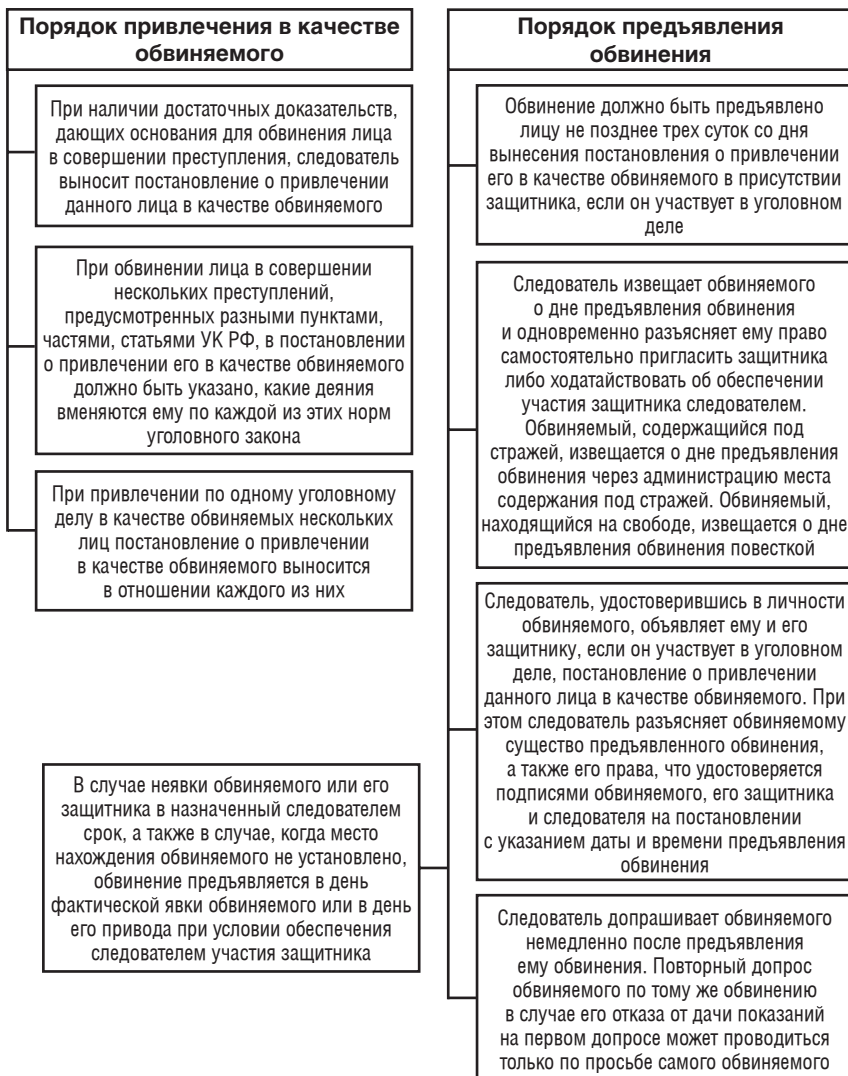 Порядок привлечения в качестве
обвиняемого
При наличии достаточных доказательств,
дающих основания для обвинения лица
в совершении преступления, следователь
выносит постановление о привлечении
данного лица в качестве обвиняемого
При обвинении лица в совершении
нескольких преступлений,
предусмотренных разными пунктами,
частями, статьями УК РФ, в постановлении
о привлечении его в качестве обвиняемого
должно быть указано, какие деяния
вменяются ему по каждой из этих норм
уголовного закона
При привлечении по одному уголовному
делу в качестве обвиняемых нескольких
лиц постановление о привлечении
в качестве обвиняемого выносится
в отношении каждого из них
Порядок предъявления
обвинения
Обвинение должно быть предъявлено
лицу не позднее трех суток со дня
вынесения постановления о привлечении
его в качестве обвиняемого в присутствии
защитника, если он участвует в уголовном
деле
Следователь извещает обвиняемого
о дне предъявления обвинения
и одновременно разъясняет ему право
самостоятельно пригласить защитника
либо ходатайствовать об обеспечении
участия защитника следователем.
Обвиняемый, содержащийся под
стражей, извещается о дне предъявления
обвинения через администрацию места
содержания под стражей. Обвиняемый,
находящийся на свободе, извещается о дне
предъявления обвинения повесткой
Следователь, удостоверившись в личности
обвиняемого, объявляет ему и его
защитнику, если он участвует в уголовном
деле, постановление о привлечении
данного лица в качестве обвиняемого. При
этом следователь разъясняет обвиняемому
существо предъявленного обвинения,
а также его права, что удостоверяется
подписями обвиняемого, его защитника
и следователя на постановлении
с указанием даты и времени предъявления
обвинения
В случае неявки обвиняемого или его
защитника в назначенный следователем
срок, а также в случае, когда место
нахождения обвиняемого не установлено,
обвинение предъявляется в день
фактической явки обвиняемого или в день
его привода при условии обеспечения
следователем участия защитника
Следователь допрашивает обвиняемого
немедленно после предъявления
ему обвинения. Повторный допрос
обвиняемого по тому же обвинению
в случае его отказа от дачи показаний
на первом допросе может проводиться
только по просьбе самого обвиняемого